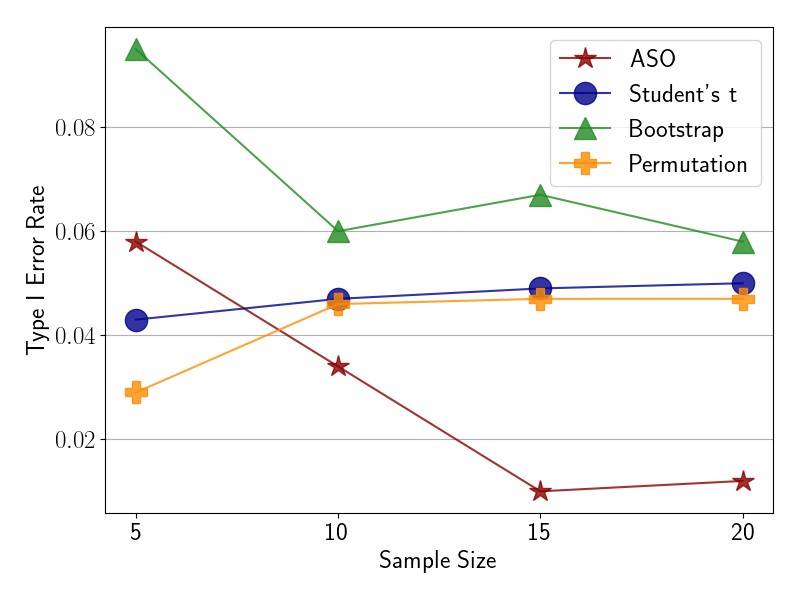 ASO
Student's t
Bootstrap
Permutation
0.08
0.06
0.04
0.02
Type I Error Rate
5 10 15 20
Sample Size